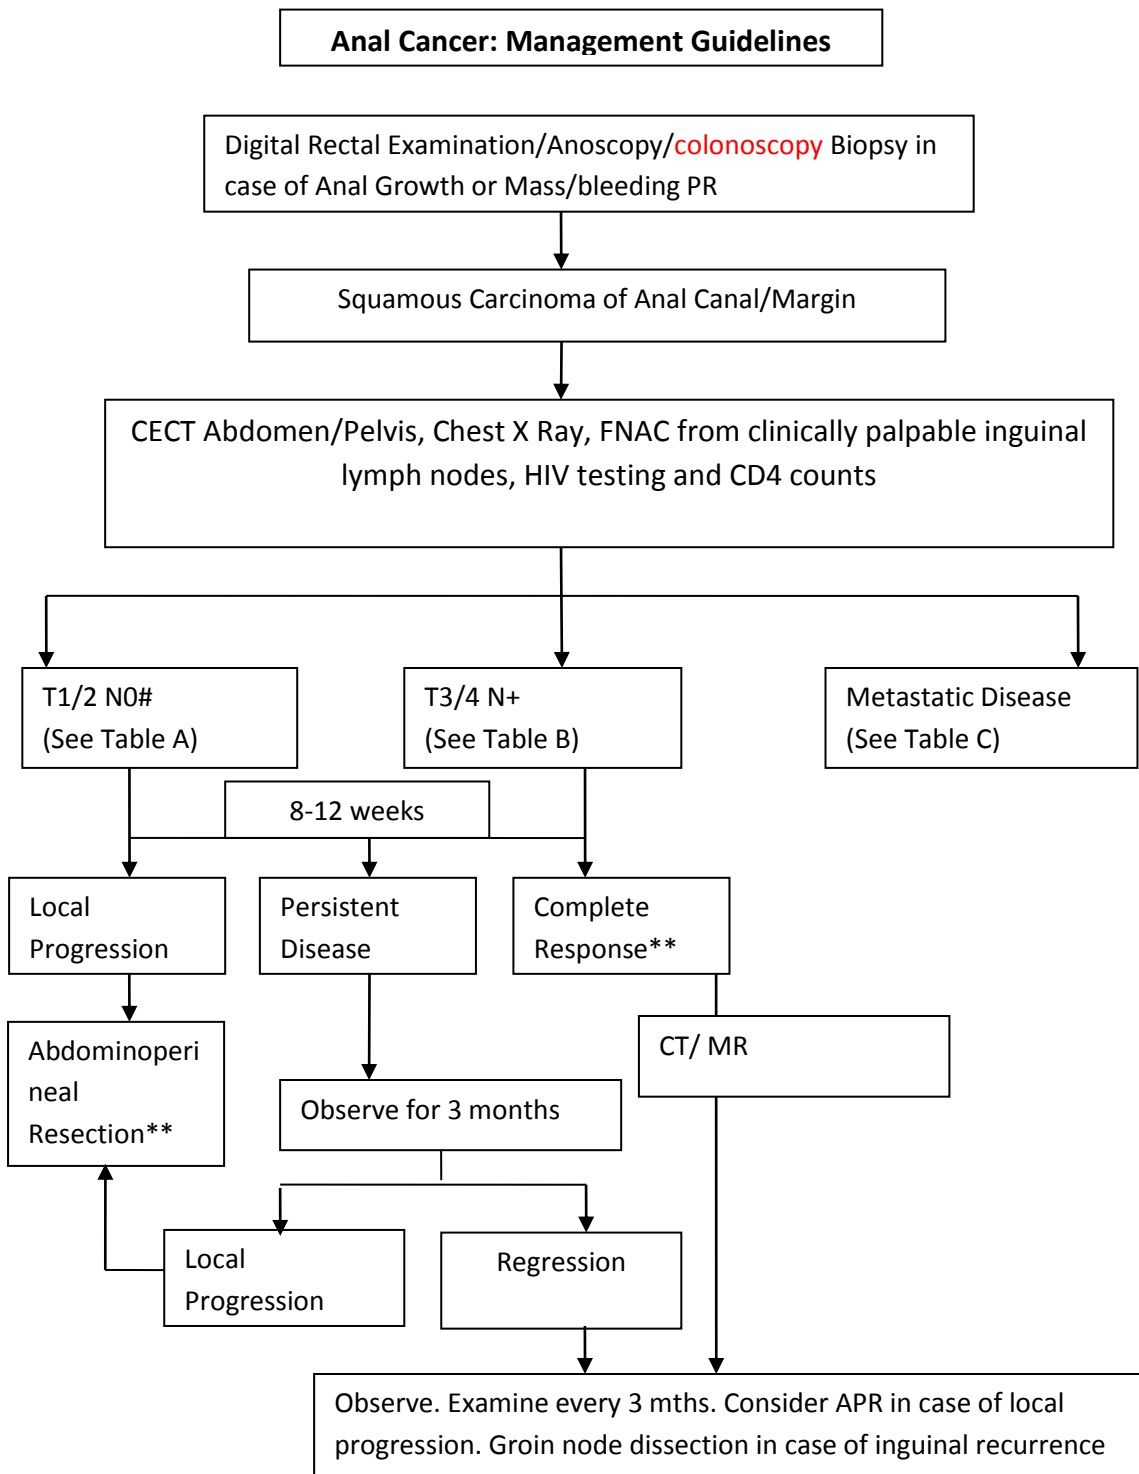 Anal Cancer: Management Guidelines
Digital Rectal Examination/Anoscopy/colonoscopy Biopsy in
case of Anal Growth or Mass/bleeding PR
Squamous Carcinoma of Anal Canal/Margin
CECT Abdomen/Pelvis, Chest X Ray, FNAC from clinically palpable inguinal
lymph nodes, HIV testing and CD4 counts
T1/2 N0#
(See Table A)
T3/4 N+
(See Table B)
Metastatic Disease
(See Table C)
8-12 weeks
Local
Progression
Persistent
Disease
Complete
Response**
Abdominoperi
neal
Resection**
CT/ MR
Observe for 3 months
Local
Progression
Regression
Observe. Examine every 3 mths. Consider APR in case of local
progression. Groin node dissection in case of inguinal recurrence